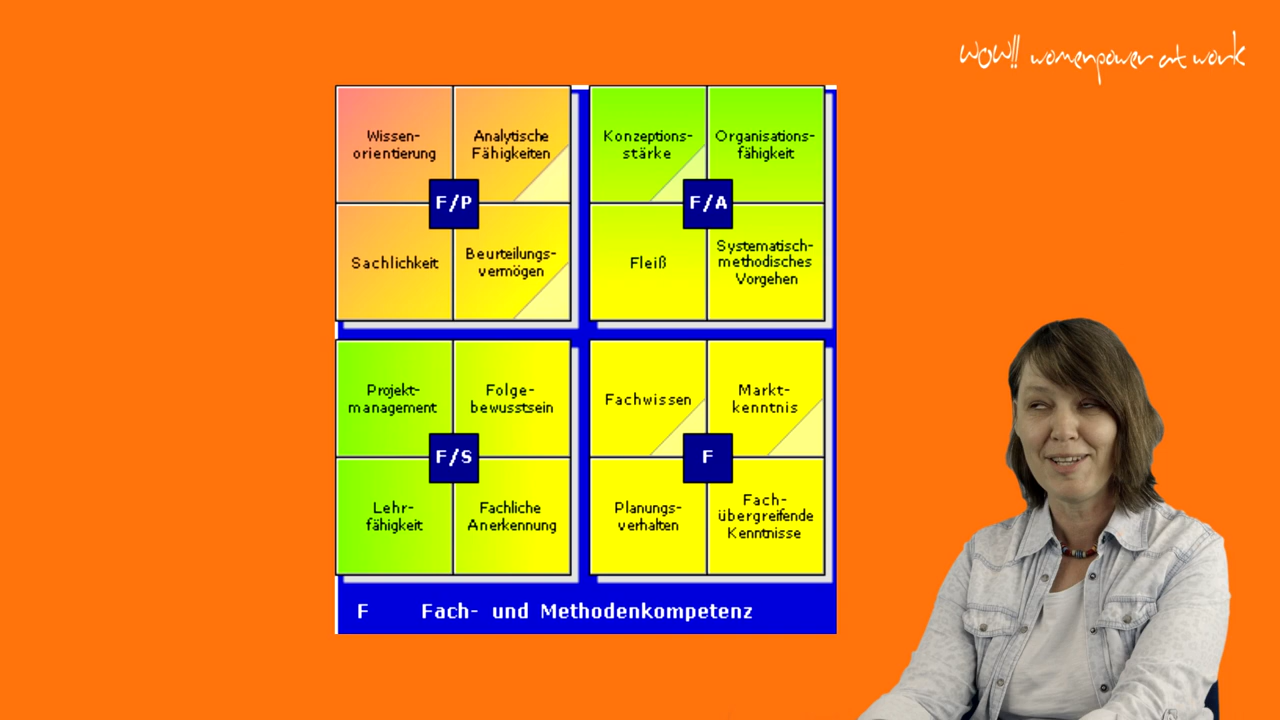 wow!! womenpower at work
Wissen-
orientierung
Analytische
Fähigkeiten
F/P
Sachlichkeit
Beurteilungs-
vermögen
Konzeptions-
stärke
Organisations-
fähigkeit
F/A
Fleiß
Systematisch-
methodisches
Vorgehen
Projekt-
management
Folge-
bewusstsein
F/S
Lehr-
fähigkeit
Fachliche
Anerkennung
Fachwissen
Markt-
kenntnis
F
Planungs-
verhalten
Fach-
übergreifende
Kenntnisse
F Fach- und Methodenkompetenz